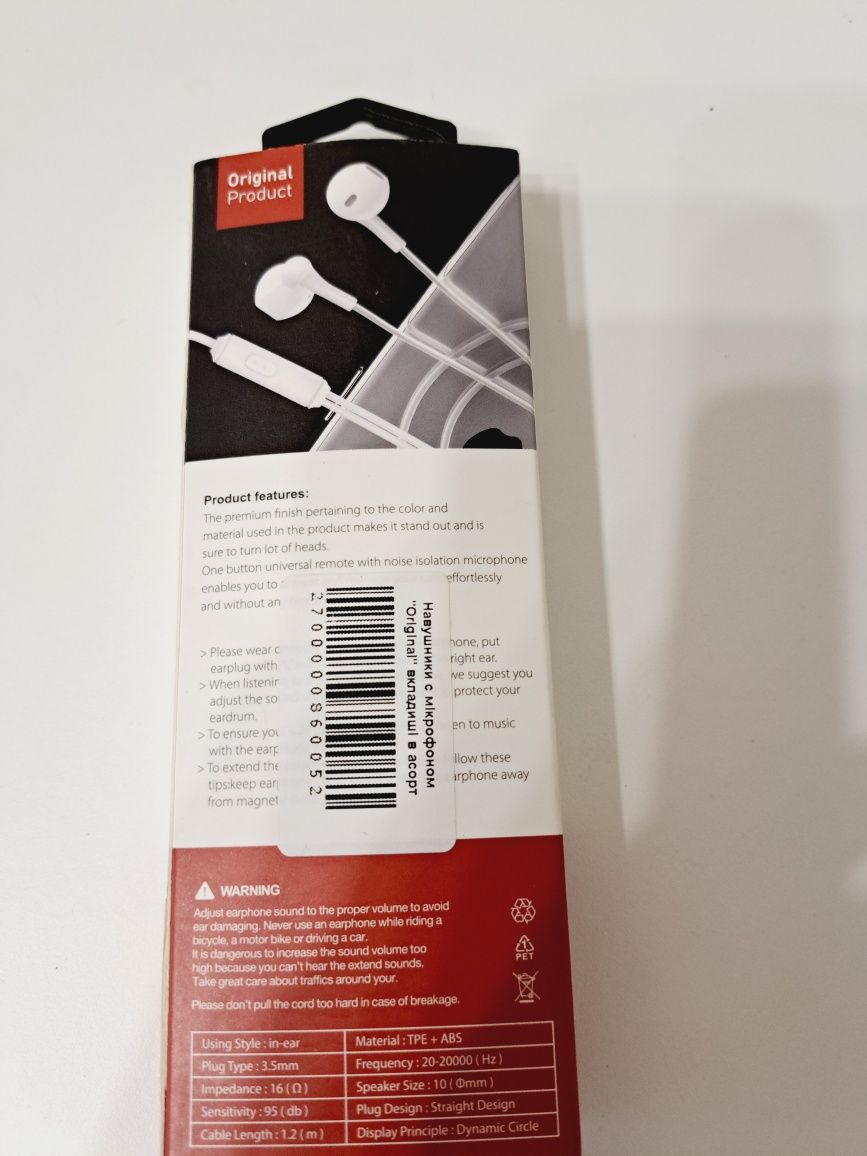 Original
Product
Product features:
The premium finish pertaining to the color and
material used in the product makes it stand out and is
sure to turn lot of heads.
One button universal remote with noise isolation microphone
enables you to effortlessly
and without an
> Please wear hone, put
earplug with right ear.
> When listenin we suggest you
adjust the so protect your
eardrum.
> To ensure you en to music
with the earp
> To extend the llow these
tips:keep ear arphone away
from magnet
Навушники с мікрофоном
"Original" вкладиші в асорт
2700000860052
WARNING
Adjust earphone sound to the proper volume to avoid
ear damaging. Never use an earphone while riding a
bicycle, a motor bike or driving a car.
It is dangerous to increase the sound volume too
high because you can't hear the extend sounds.
Take great care about traffics around your.
Please don't pull the cord too hard in case of breakage.
1
PET
Using Style : in-ear Material : TPE + ABS
Plug Type : 3.5mm Frequency : 20-20000 ( Hz )
Impedance : 16 ( Ω ) Speaker Size : 10 ( Φmm )
Sensitivity : 95 ( db ) Plug Design : Straight Design
Cable Length : 1.2 ( m ) Display Principle : Dynamic Circle